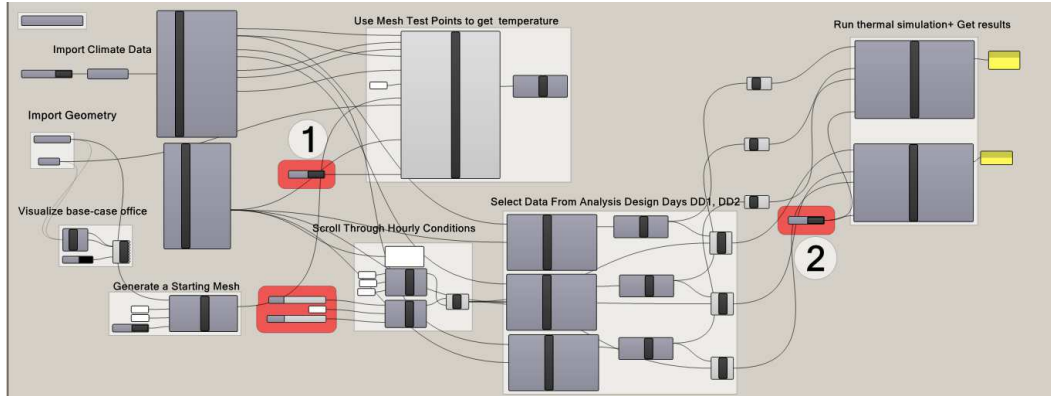 Use Mesh Test Points to get temperature
Run thermal simulation+ Get results
Import Climate Data
Import Geometry
1
Visualize base-case office
Select Data From Analysis Design Days DD1, DD2
Scroll Through Hourly Conditions
2
Generate a Starting Mesh